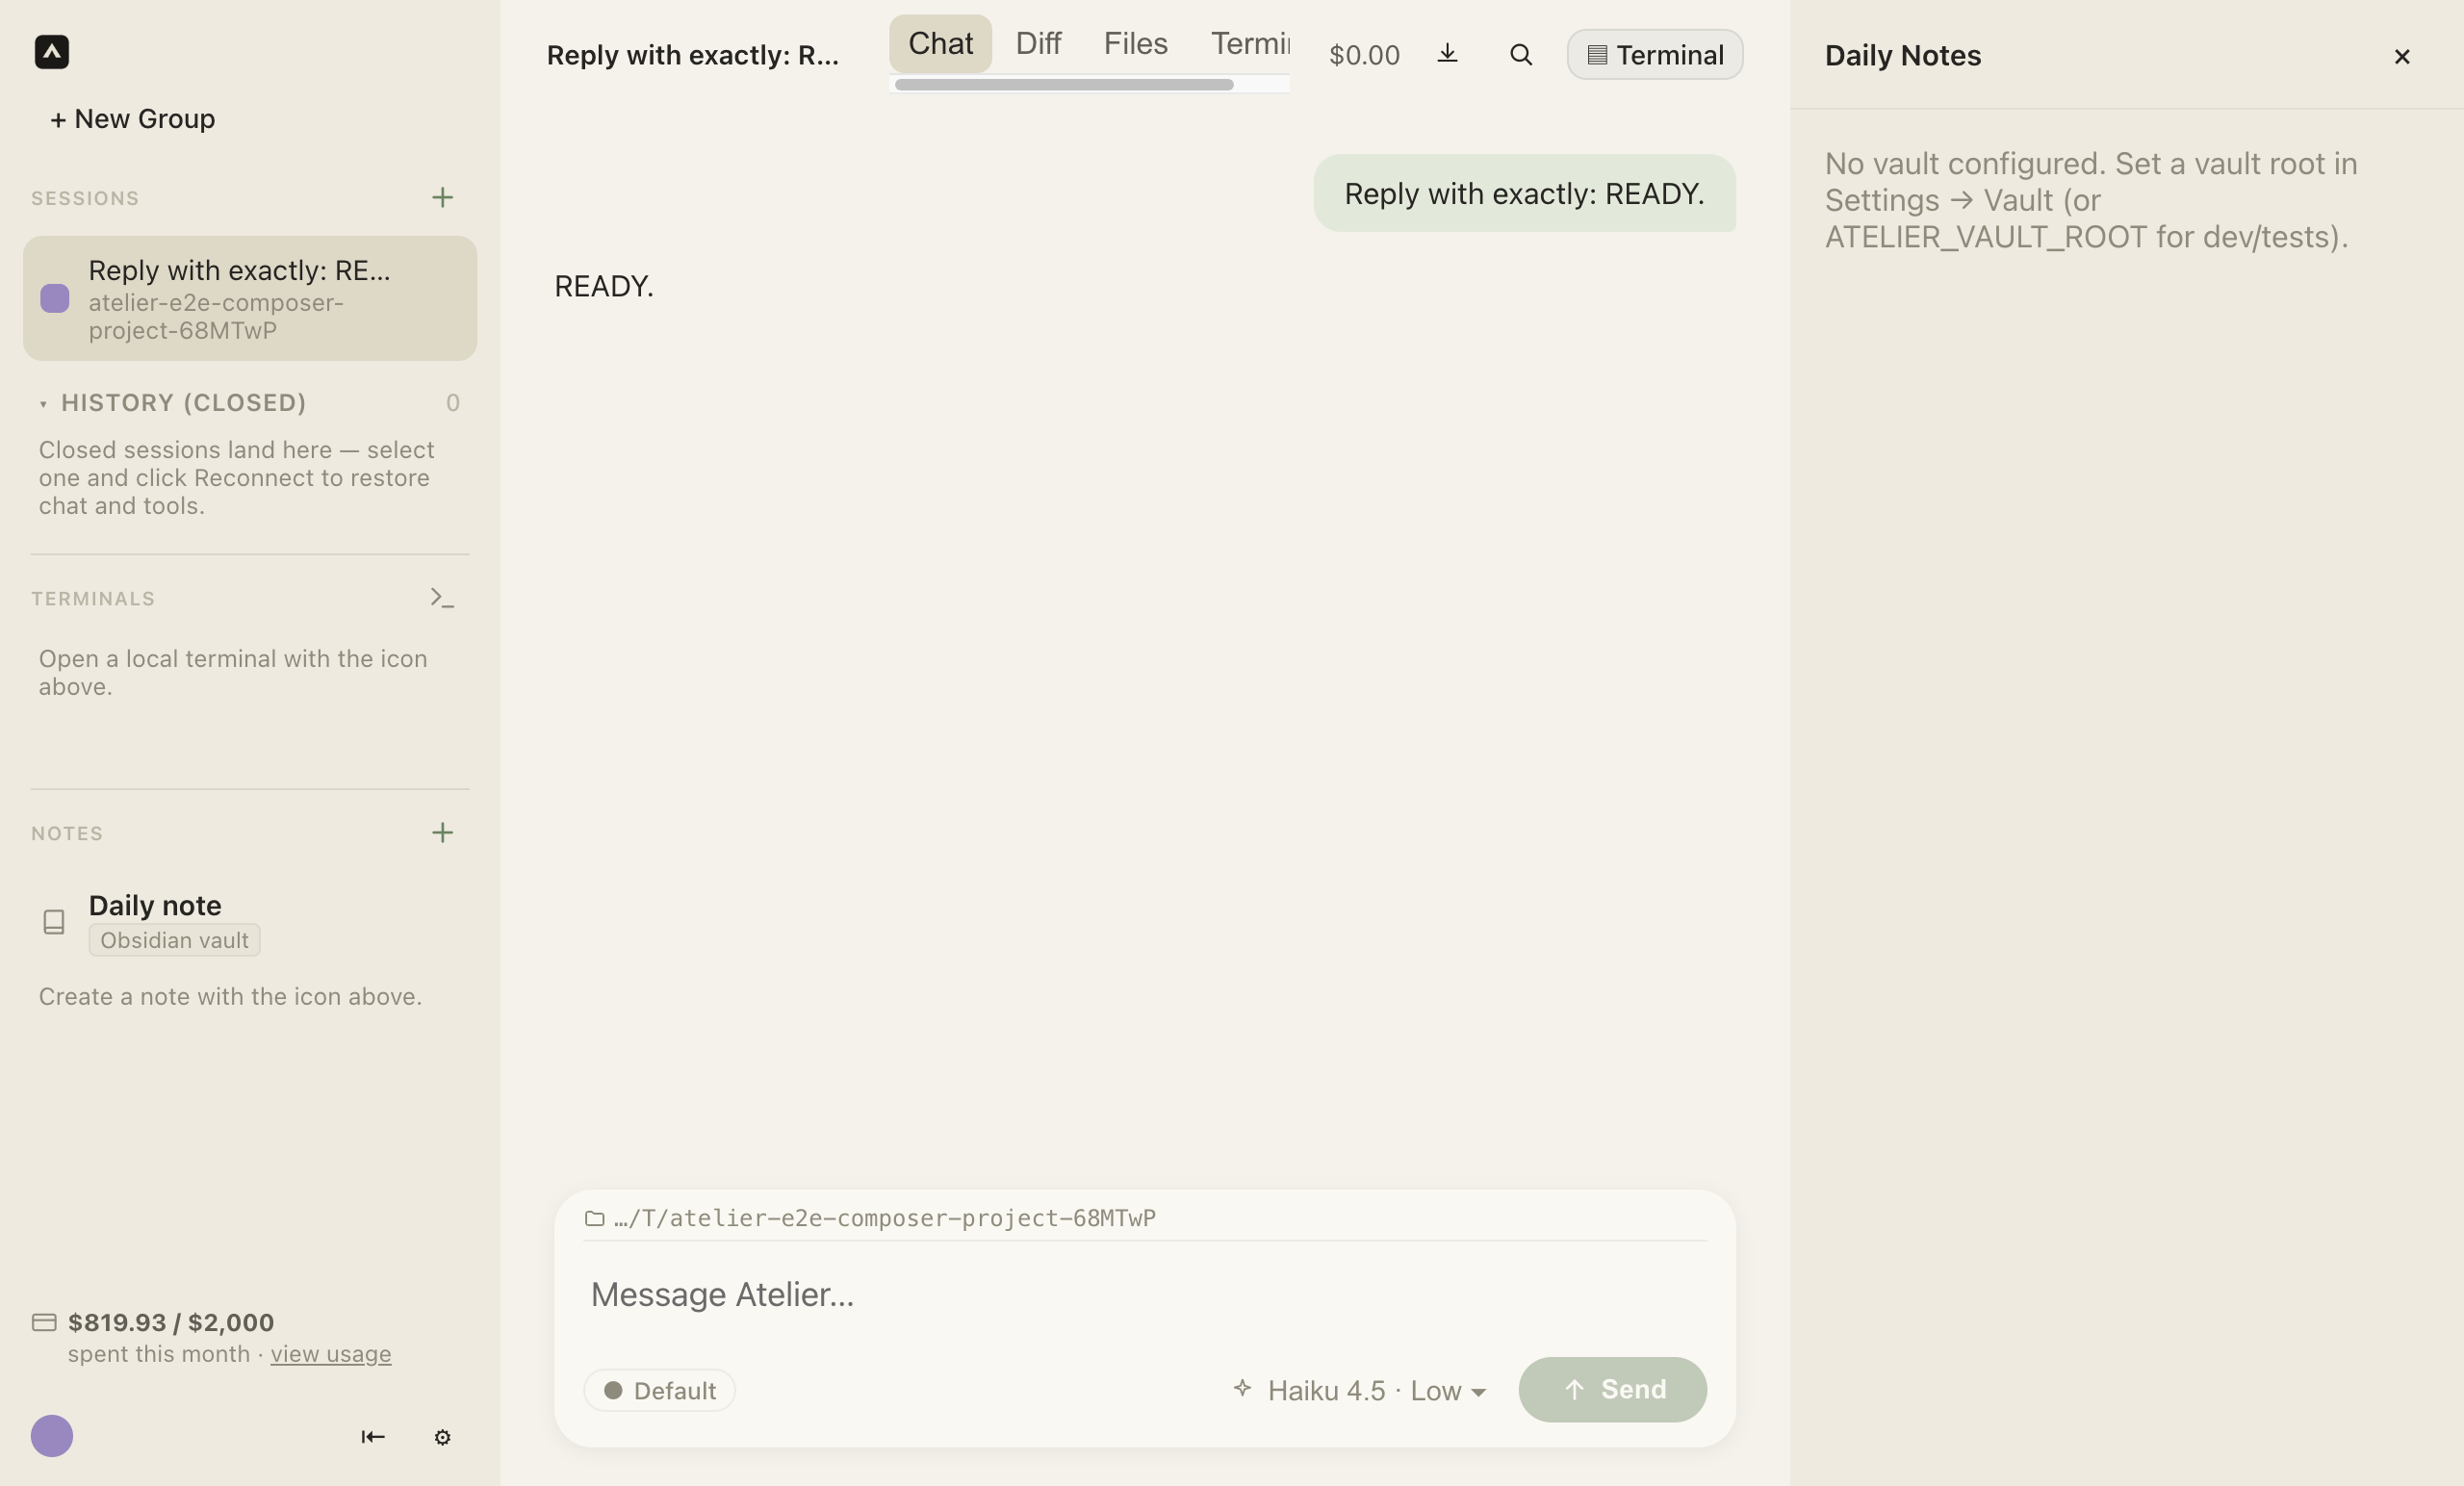 + New Group
SESSIONS
Reply with exactly: RE...
atelier-e2e-composer-
project-68MTwP
HISTORY (CLOSED) 0
Closed sessions land here — select
one and click Reconnect to restore
chat and tools.
TERMINALS
Open a local terminal with the icon
above.
NOTES
Daily note
Obsidian vault
Create a note with the icon above.
$819.93 / $2,000
spent this month · view usage
Reply with exactly: R...
Chat Diff Files Termi
$0.00
Terminal
Reply with exactly: READY.
READY.
…/T/atelier-e2e-composer-project-68MTwP
Message Atelier...
Default
Haiku 4.5 · Low
Send
Daily Notes
No vault configured. Set a vault root in
Settings → Vault (or
ATELIER_VAULT_ROOT for dev/tests).